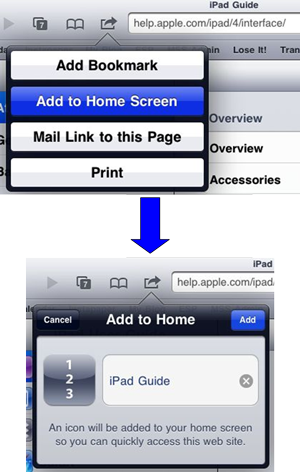 iPad Guide
7
help.apple.com/ipad/4/interface/
ain Lose It! Tran
Add Bookmark
Add to Home Screen
Mail Link to this Page
Print
Overview
Overview
Accessories
iPad
7
help.apple.com/ipad/
Cancel
Add to Home
Add
1
2
3
iPad Guide
An icon will be added to your home screen
so you can quickly access this web site.